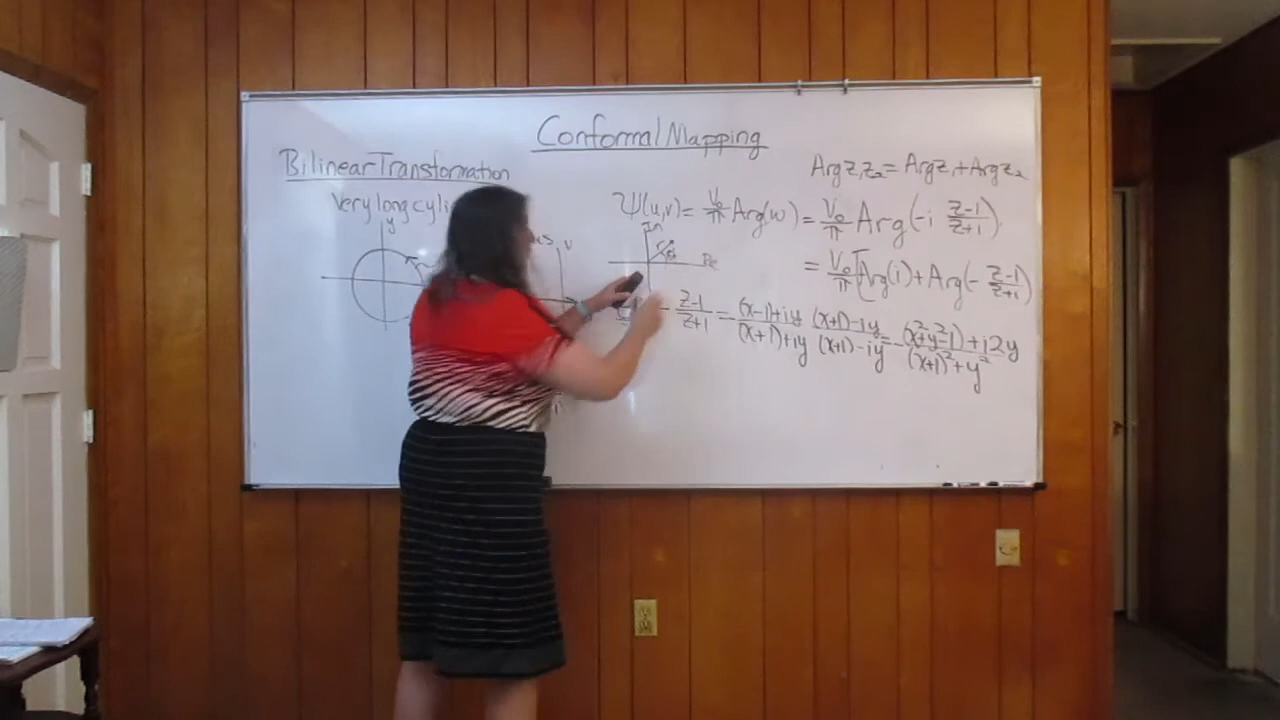 Conformal Mapping
Bilinear Transformation
Arg z₁z₂ = Arg z₁ + Arg z₂
Very long cyli
y
Ψ(u,v) = V₀/π Arg(w) = V₀/π Arg(-i (z-1)/(z+1))
v
Im
r
θ
Re
= V₀/π [Arg(i) + Arg(- (z-1)/(z+1))
- (z-1)/(z+1) = ((x-1)+iy)/((x+1)+iy) ((x+1)-iy)/((x+1)-iy) = ((x²+y²-1)+i2y)/((x+1)²+y²)